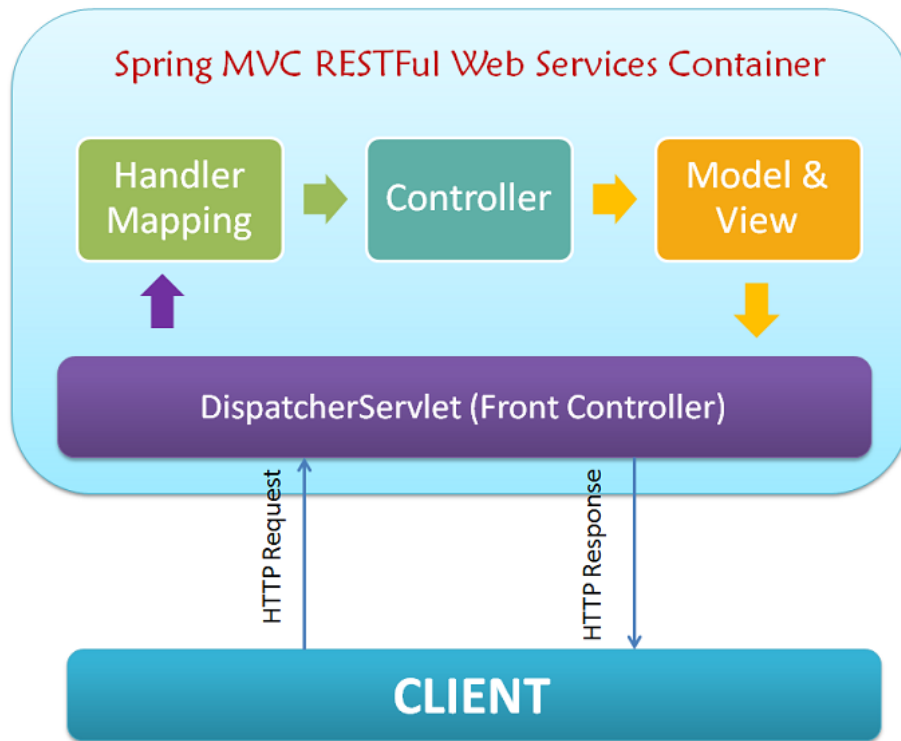 Spring MVC RESTFul Web Services Container
Handler
Mapping
Controller
Model &
View
DispatcherServlet (Front Controller)
HTTP Request
HTTP Response
CLIENT